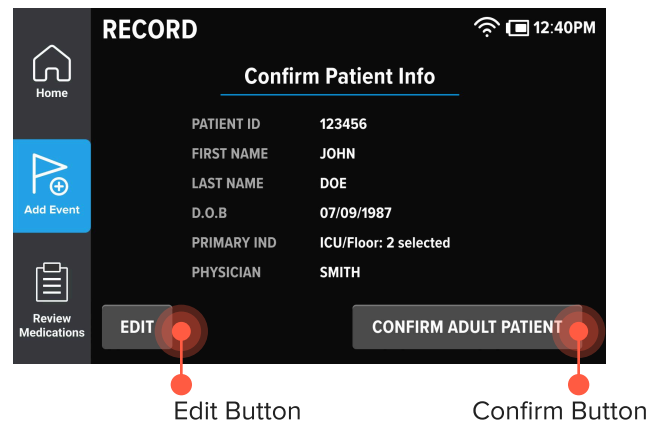 RECORD
12:40PM
Home
Confirm Patient Info
PATIENT ID 123456
FIRST NAME JOHN
LAST NAME DOE
Add Event
D.O.B 07/09/1987
PRIMARY IND ICU/Floor: 2 selected
PHYSICIAN SMITH
Review
Medications
EDIT
CONFIRM ADULT PATIENT
Edit Button
Confirm Button